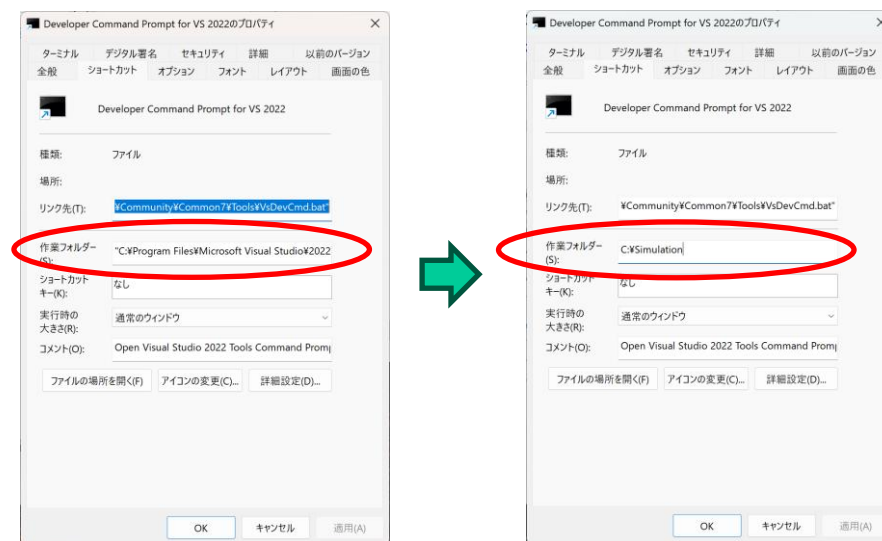 Developer Command Prompt for VS 2022のプロパティ
ターミナル デジタル署名 セキュリティ 詳細 以前のバージョン
全般 ショートカット オプション フォント レイアウト 画面の色
Developer Command Prompt for VS 2022
種類: ファイル
場所:
リンク先(T): ¥Community¥Common7¥Tools¥VsDevCmd.bat"
作業フォルダー
(S): "C:¥Program Files¥Microsoft Visual Studio¥2022
ショートカット
キー(K): なし
実行時の
大きさ(R): 通常のウィンドウ
コメント(O): Open Visual Studio 2022 Tools Command Prom
ファイルの場所を開く(F) アイコンの変更(C)... 詳細設定(D)...
OK キャンセル 適用(A)
Developer Command Prompt for VS 2022のプロパティ
ターミナル デジタル署名 セキュリティ 詳細 以前のバージョン
全般 ショートカット オプション フォント レイアウト 画面の色
Developer Command Prompt for VS 2022
種類: ファイル
場所:
リンク先(T): ¥Community¥Common7¥Tools¥VsDevCmd.bat"
作業フォルダー
(S): C:¥Simulation
ショートカット
キー(K): なし
実行時の
大きさ(R): 通常のウィンドウ
コメント(O): Open Visual Studio 2022 Tools Command Prom
ファイルの場所を開く(F) アイコンの変更(C)... 詳細設定(D)...
OK キャンセル 適用(A)